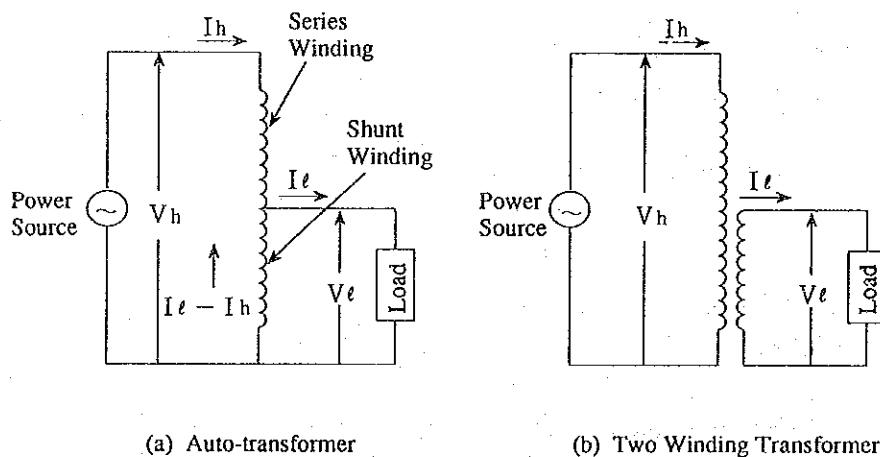 Ih
Series
Winding
Shunt
Winding
Iℓ
Power
Source
~
Vh
Iℓ − Ih
Vℓ
Load
(a) Auto-transformer
Ih
Iℓ
Power
Source
~
Vh
Vℓ
Load
(b) Two Winding Transformer